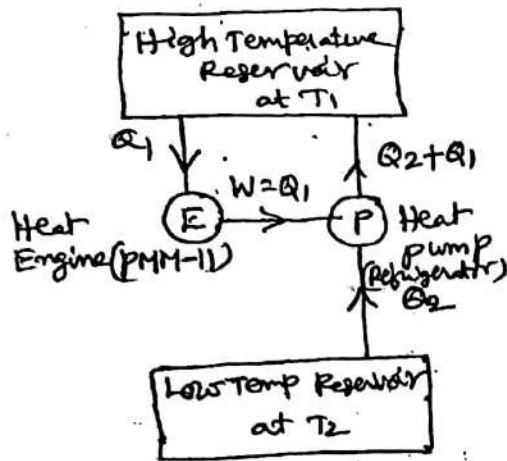 High Temperature
Reservoir
at T1
Q1
Q2+Q1
W=Q1
E
P
Heat
Engine(PMM-11)
Heat
pump
(Refrigerator)
Q2
Low Temp Reservoir
at T2